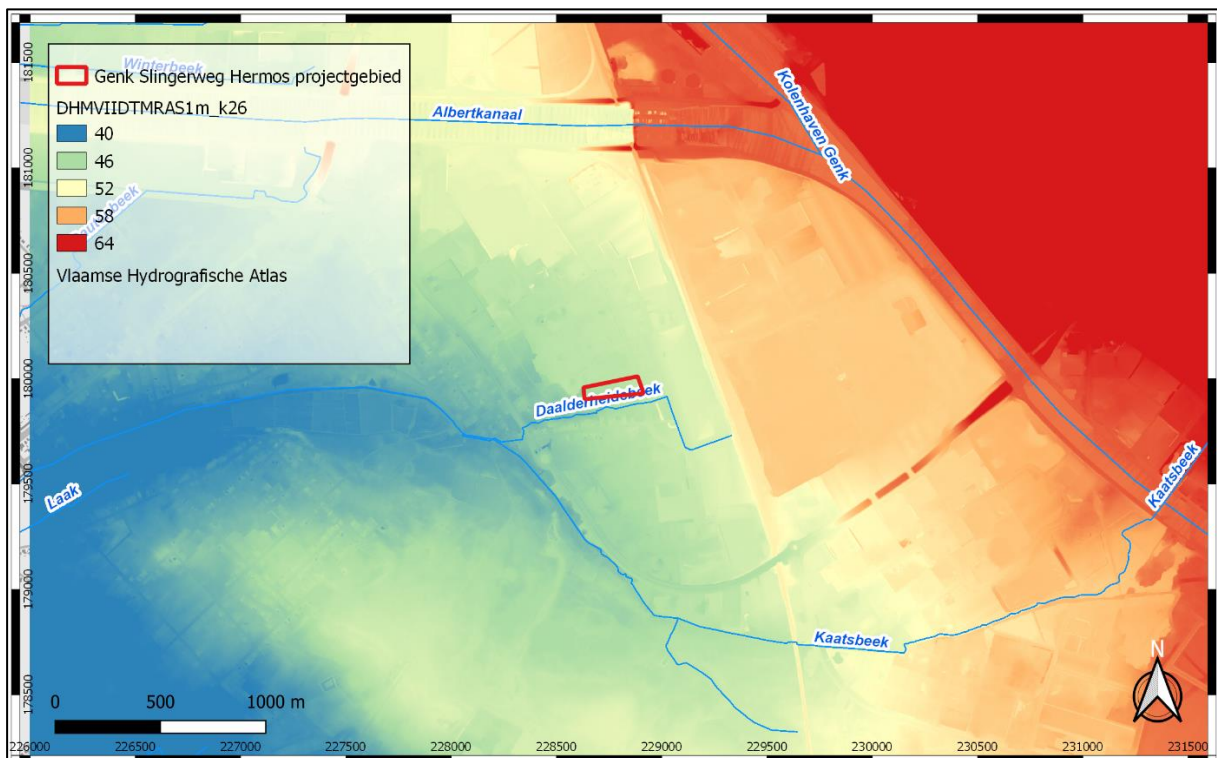 Genk Slingerweg Hermos projectgebied
DHMVIIDTMRAS1m_k26
40
46
52
58
64
Vlaamse Hydrografische Atlas
Winterbeek
Albertkanaal
Kolenhaven Genk
Daalderheidebeek
Laak
Kaatsbeek
Kaatsbeek
N
0 500 1000 m
181500
181000
180500
180000
179500
179000
178500
226000 226500 227000 227500 228000 228500 229000 229500 230000 230500 231000 231500